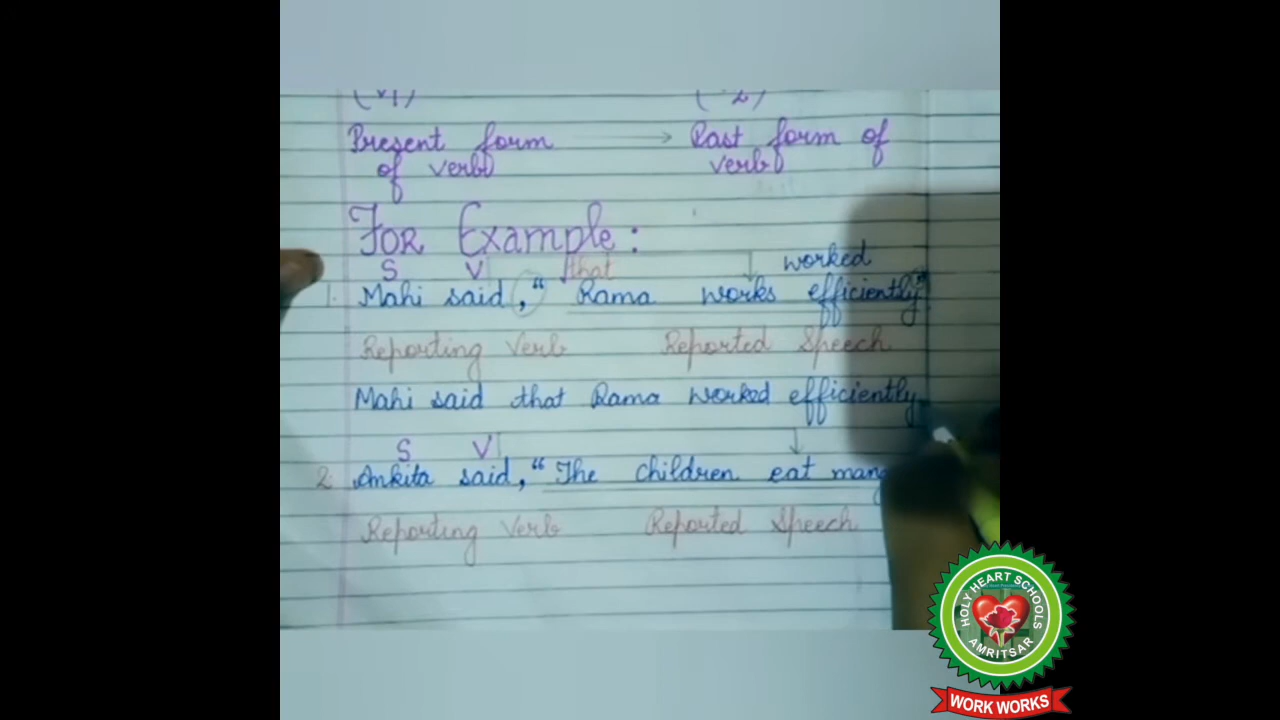 Present form → Past form of
of verb verb
FOR Example :
S V that worked
1. Mahi said, “ Rama works efficiently”
Reporting Verb Reported Speech
Mahi said that Rama worked efficiently.
S V
2. Ankita said, “ The children eat
Reporting Verb Reported Speech
HOLY HEART SCHOOLS
AMRITSAR
WORK WORKS